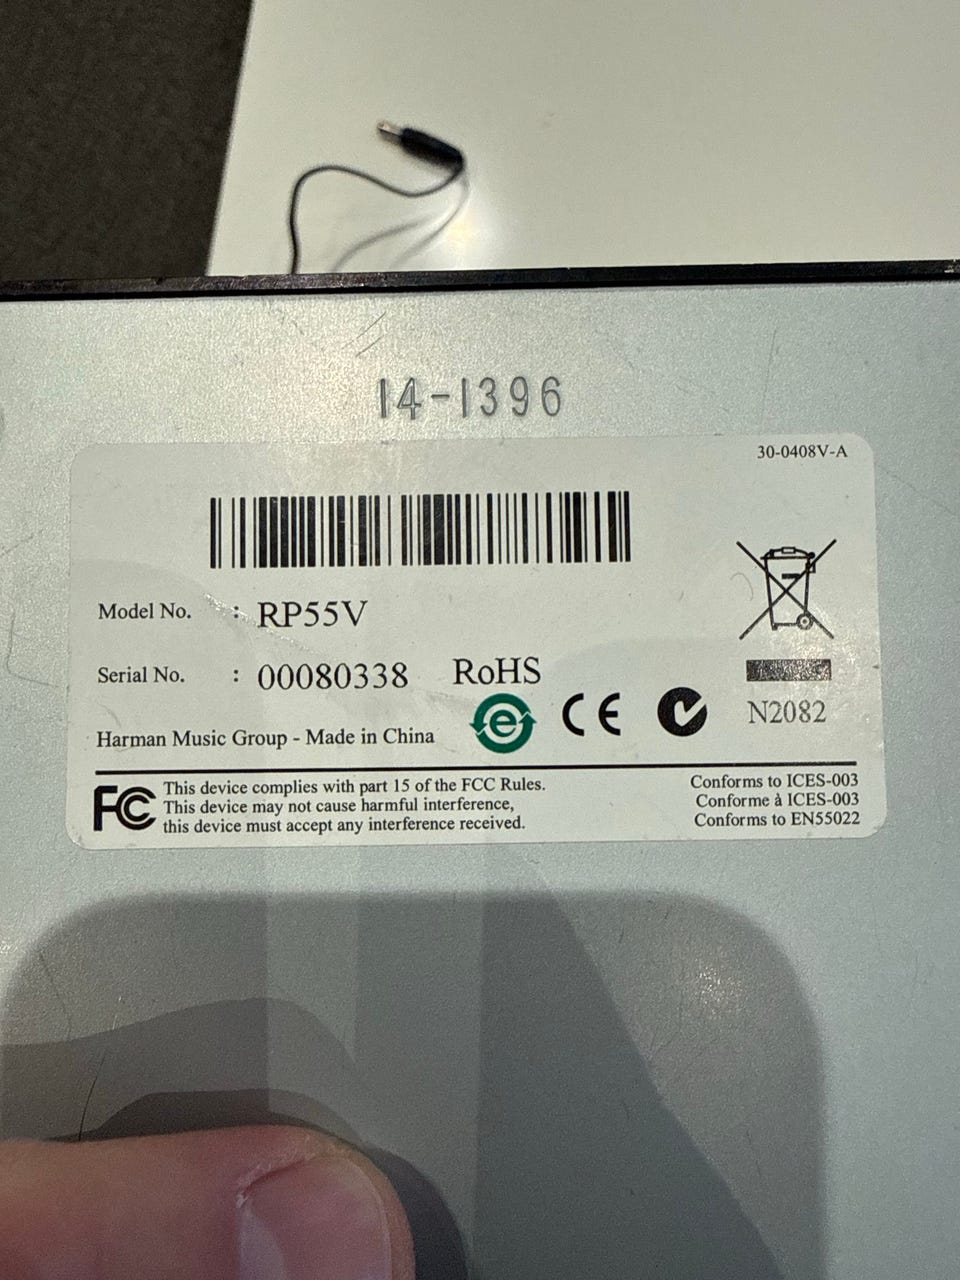 14-1396
30-0408V-A
Model No. : RP55V
Serial No. : 00080338 RoHS
e CE N2082
Harman Music Group - Made in China
FC This device complies with part 15 of the FCC Rules.
This device may not cause harmful interference,
this device must accept any interference received.
Conforms to ICES-003
Conforme à ICES-003
Conforms to EN55022